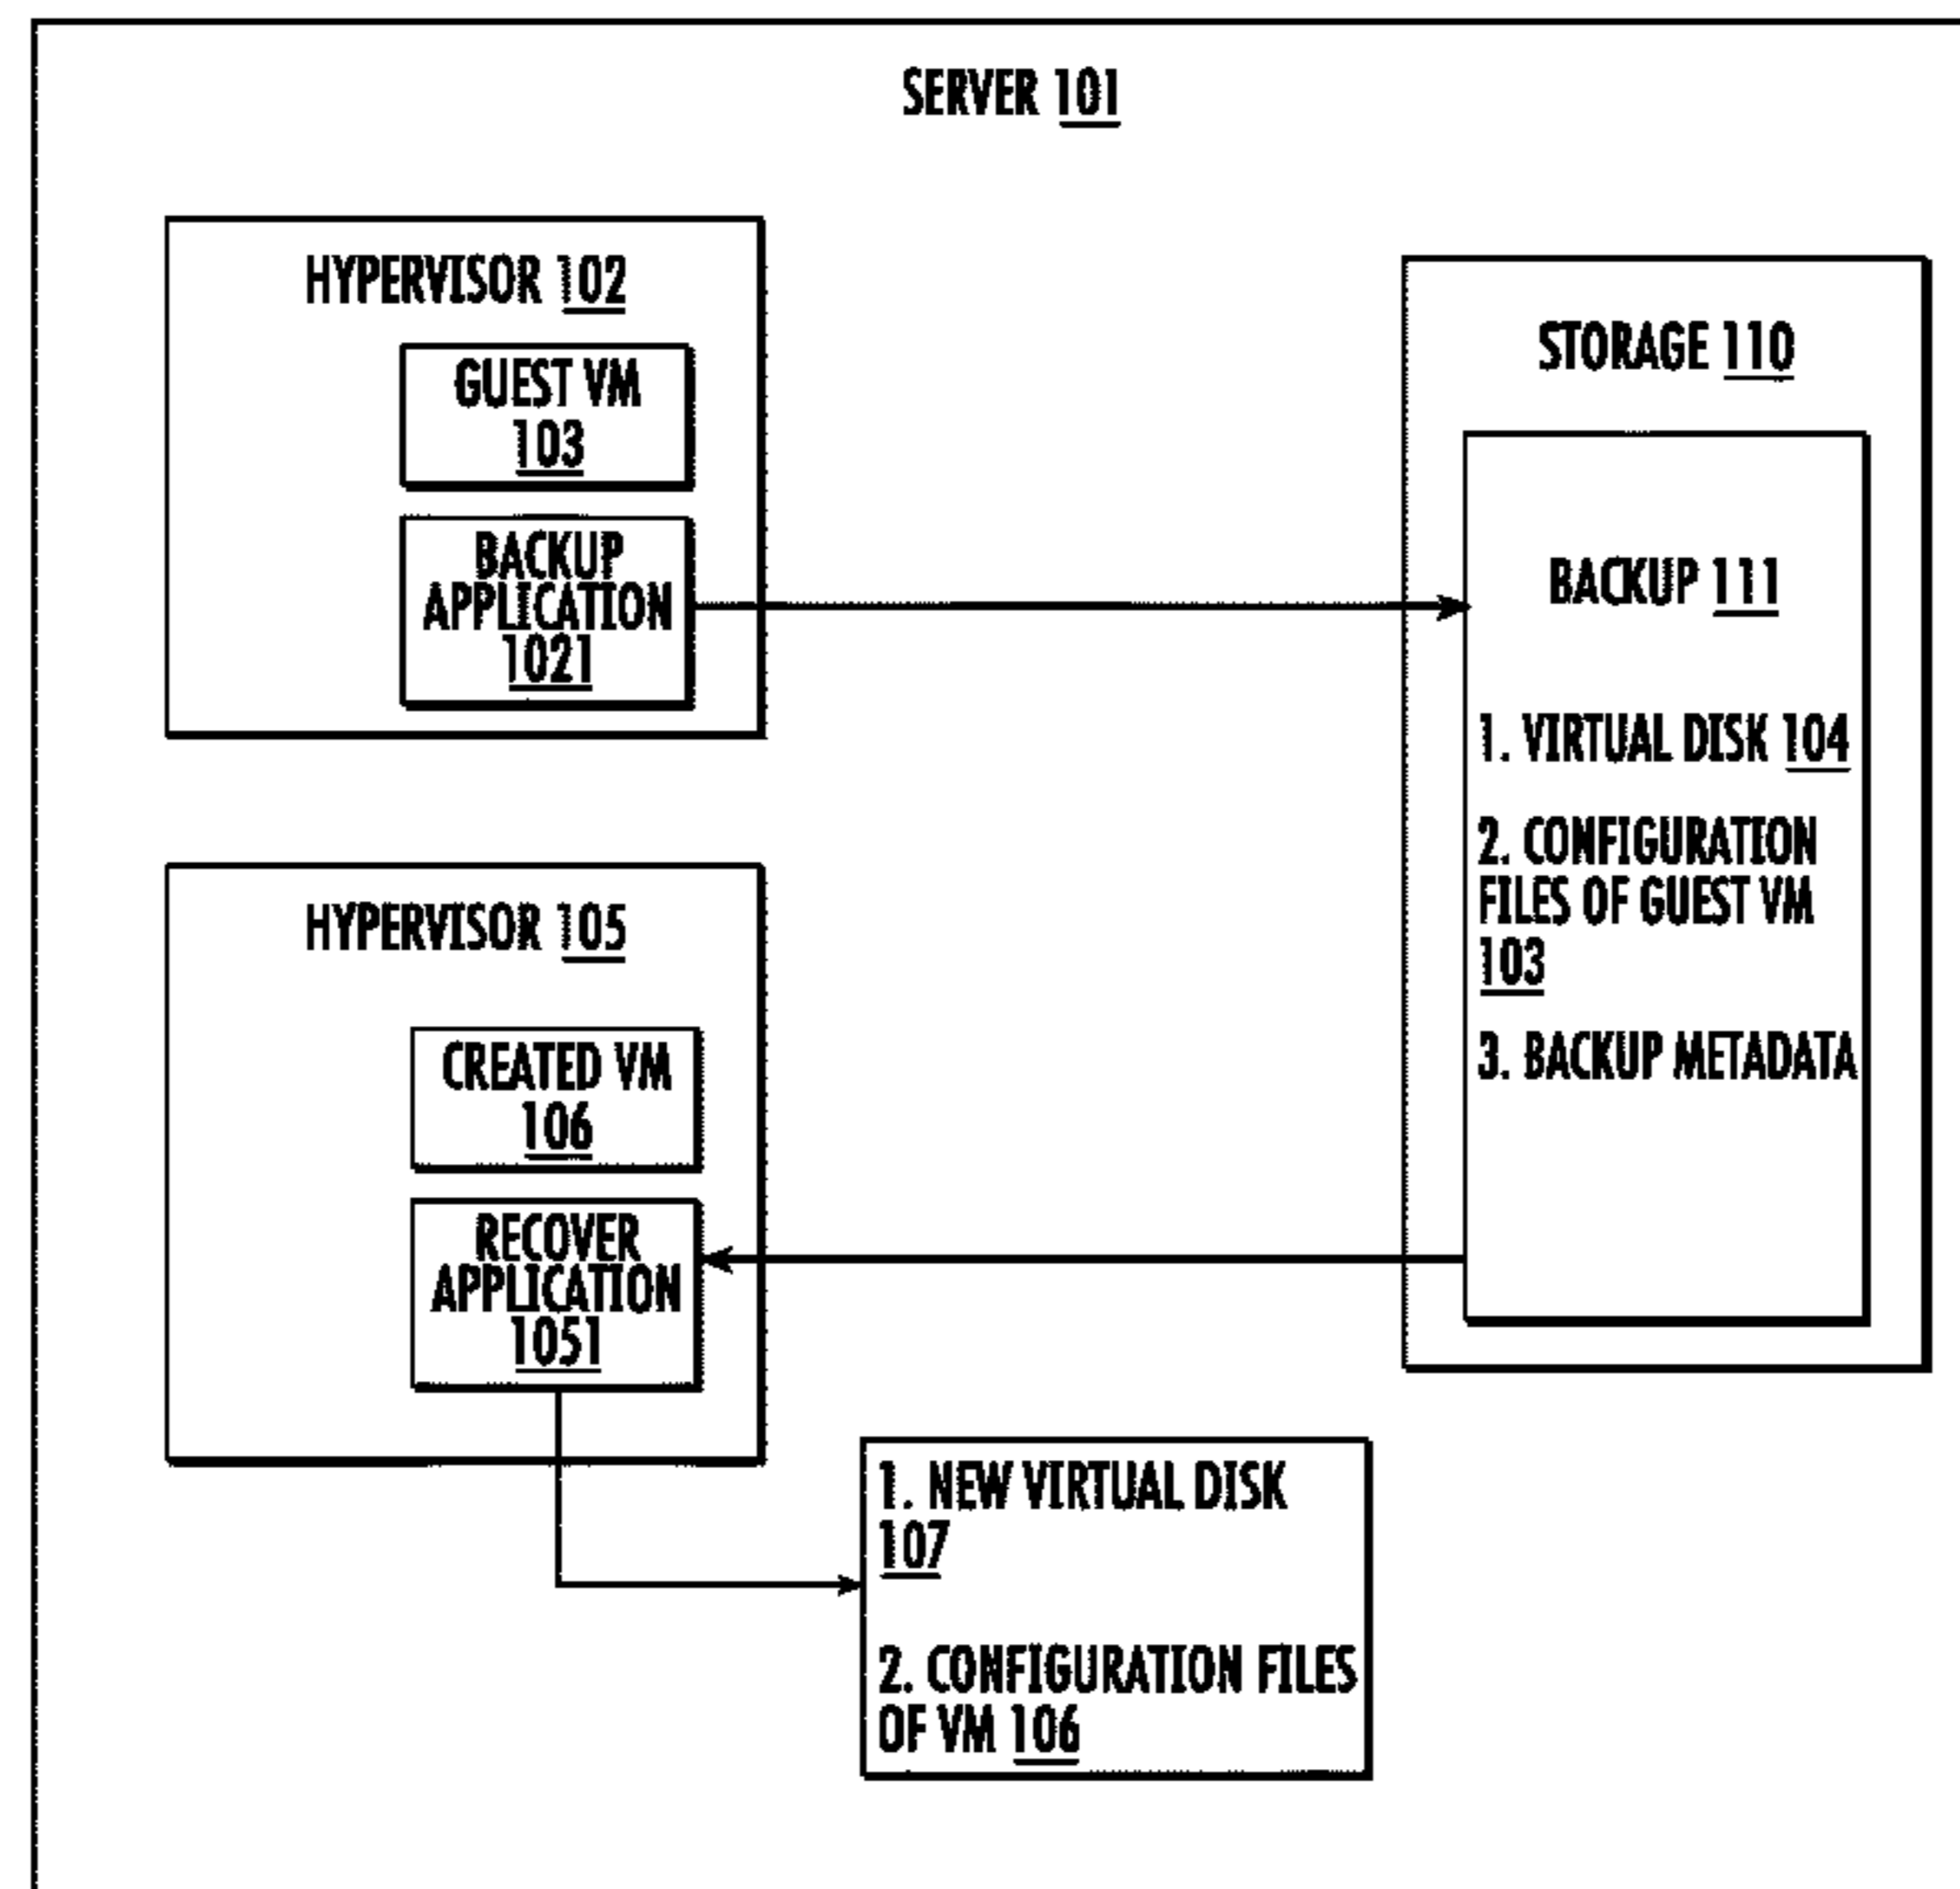 SERVER 101
HYPERVISOR 102
GUEST VM
103
BACKUP
APPLICATION
1021
STORAGE 110
BACKUP 111
1. VIRTUAL DISK 104
2. CONFIGURATION
FILES OF GUEST VM
103
3. BACKUP METADATA
HYPERVISOR 105
CREATED VM
106
RECOVER
APPLICATION
1051
1. NEW VIRTUAL DISK
107
2. CONFIGURATION FILES
OF VM 106